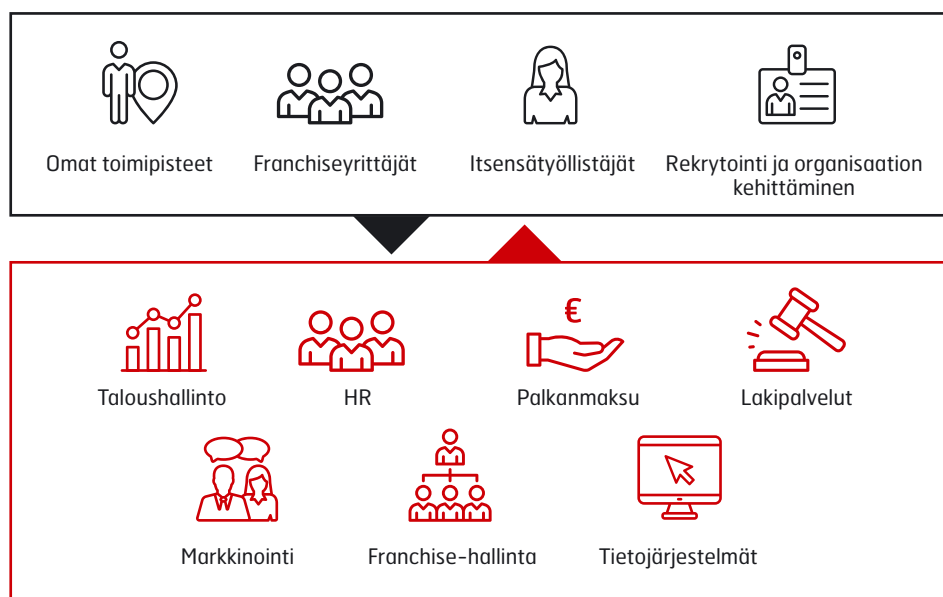 Omat toimipisteet
Franchiseyrittäjät
Itsensätyöllistäjät
Rekrytointi ja organisaation
kehittäminen
€
Taloushallinto
HR
Palkanmaksu
Lakipalvelut
Markkinointi
Franchise-hallinta
Tietojärjestelmät